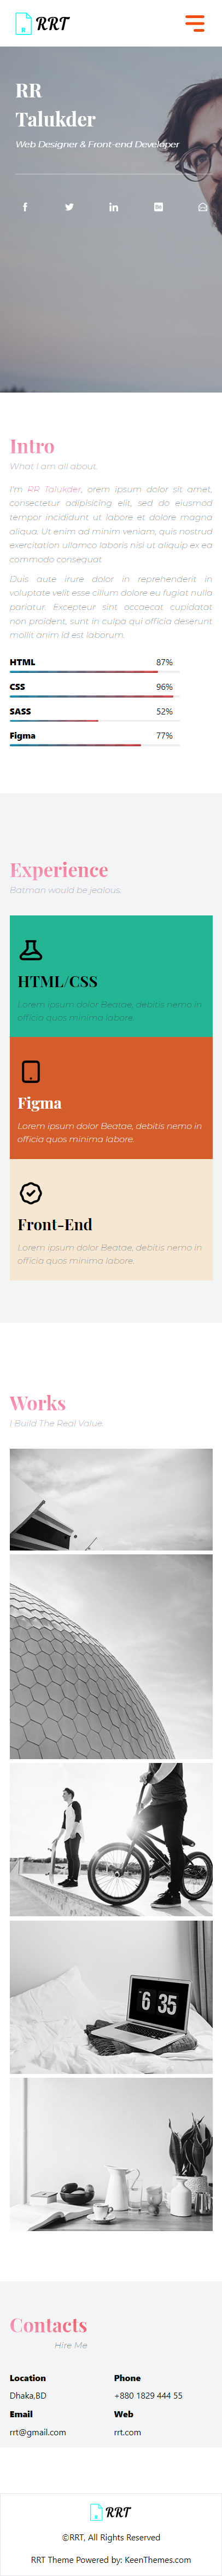 RRT
RR
Talukder
Web Designer & Front-end Developer
f in Bē
Intro
What I am all about..
I'm RR Talukder, orem ipsum dolor sit amet,
consectetur adipisicing elit, sed do eiusmod
tempor incididunt ut labore et dolore magna
aliqua. Ut enim ad minim veniam, quis nostrud
exercitation ullamco laboris nisi ut aliquip ex ea
commodo consequat
Duis aute irure dolor in reprehenderit in
voluptate velit esse cillum dolore eu fugiat nulla
pariatur. Excepteur sint occaecat cupidatat
non proident, sunt in culpa qui officia deserunt
mollit anim id est laborum.
HTML 87%
CSS 96%
SASS 52%
Figma 77%
Experience
Batman would be jealous.
HTML/CSS
Lorem ipsum dolor Beatae, debitis nemo in
officia quos minima labore.
Figma
Lorem ipsum dolor Beatae, debitis nemo in
officia quos minima labore.
Front-End
Lorem ipsum dolor Beatae, debitis nemo in
officia quos minima labore.
Works
I Build The Real Value.
6 35
Contacts
Hire Me
Location Phone
Dhaka,BD +880 1829 444 55
Email Web
rrt@gmail.com rrt.com
RRT
©RRT, All Rights Reserved
RRT Theme Powered by: KeenThemes.com